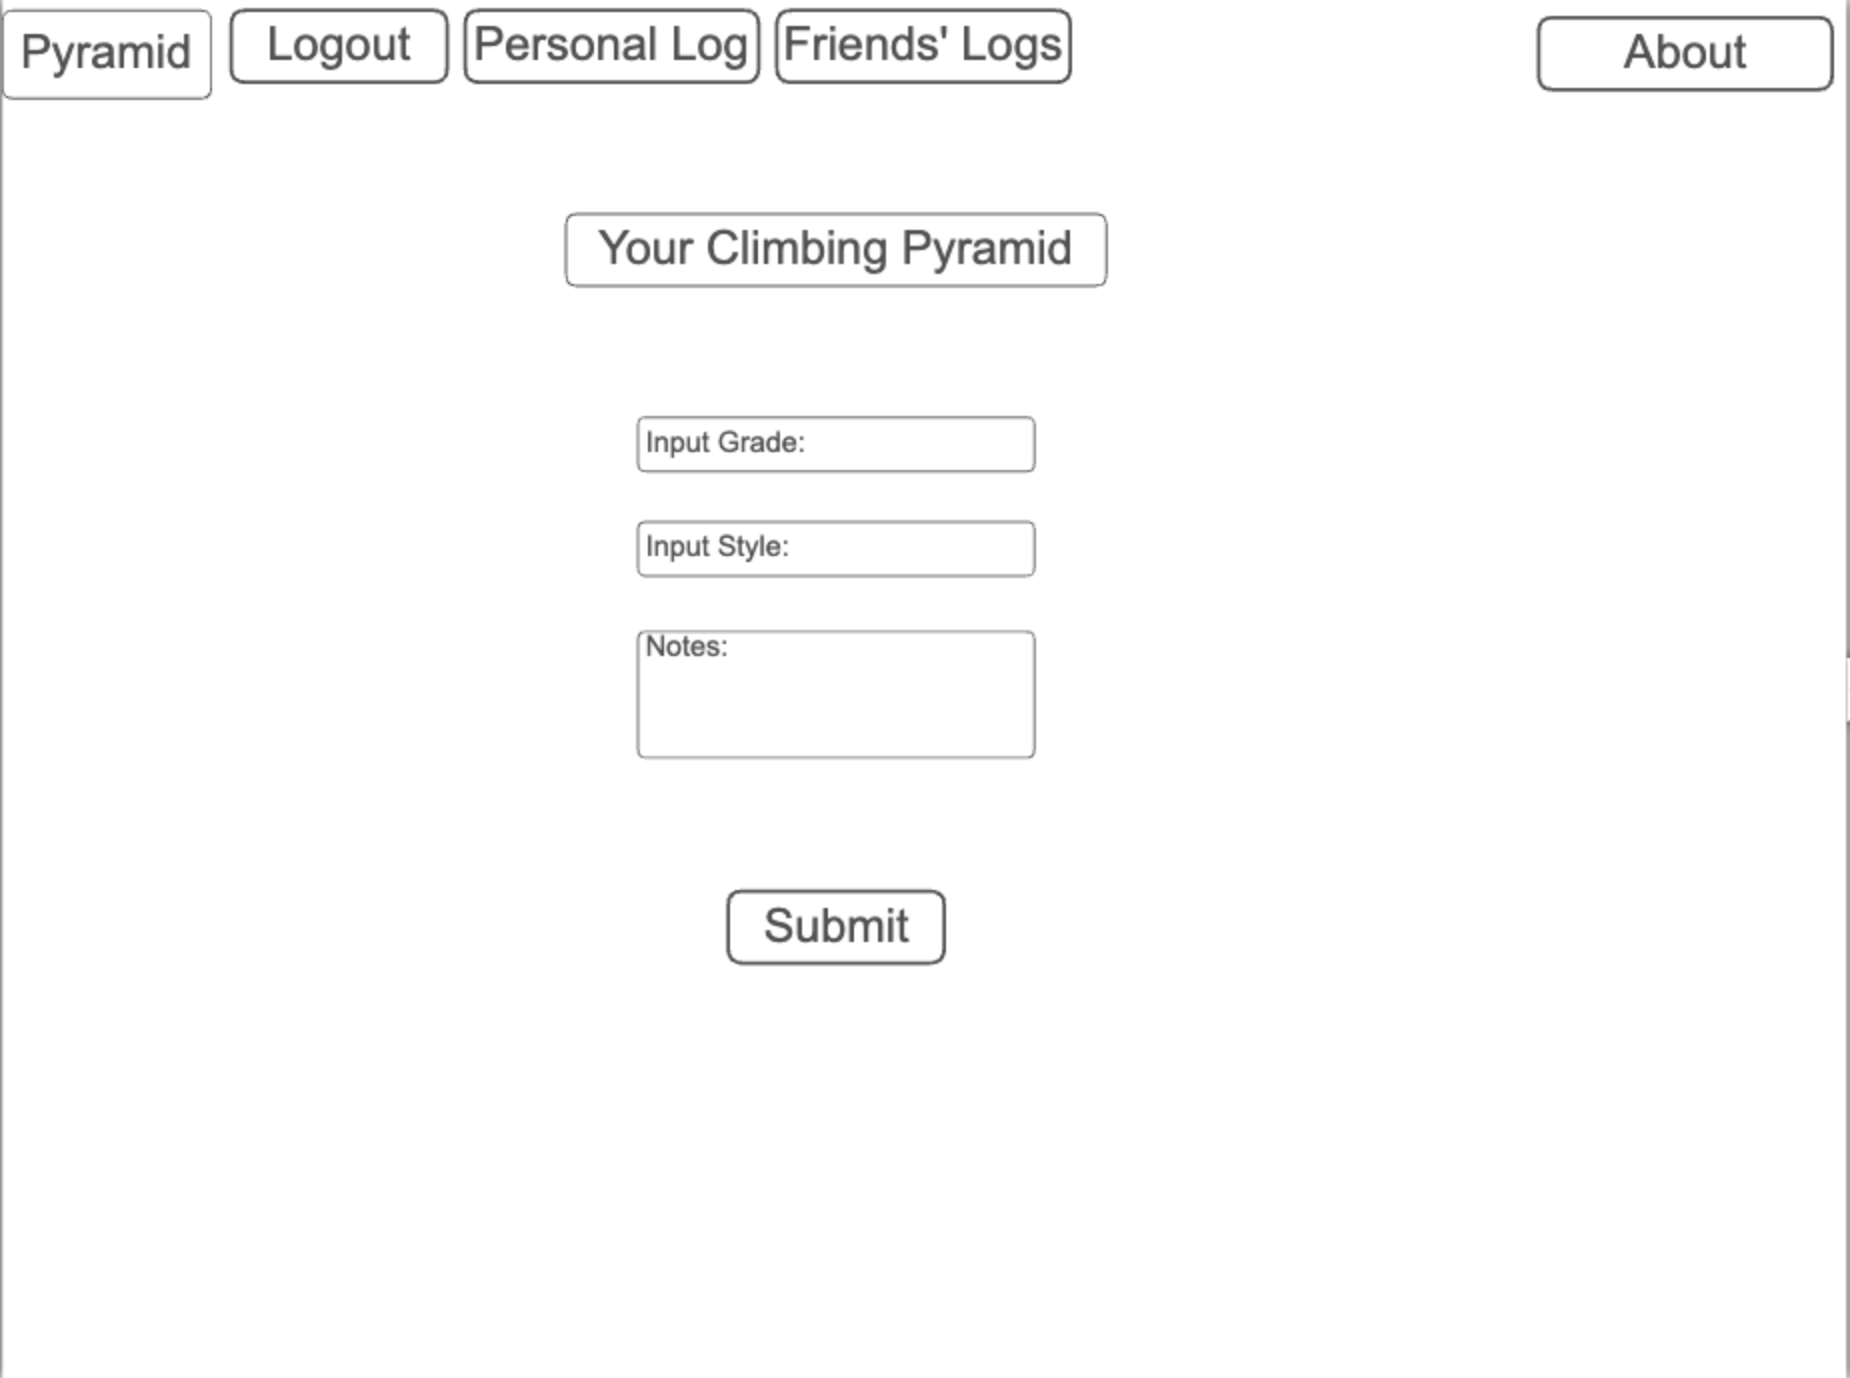 Pyramid
Logout
Personal Log
Friends' Logs
About
Your Climbing Pyramid
Input Grade:
Input Style:
Notes:
Submit